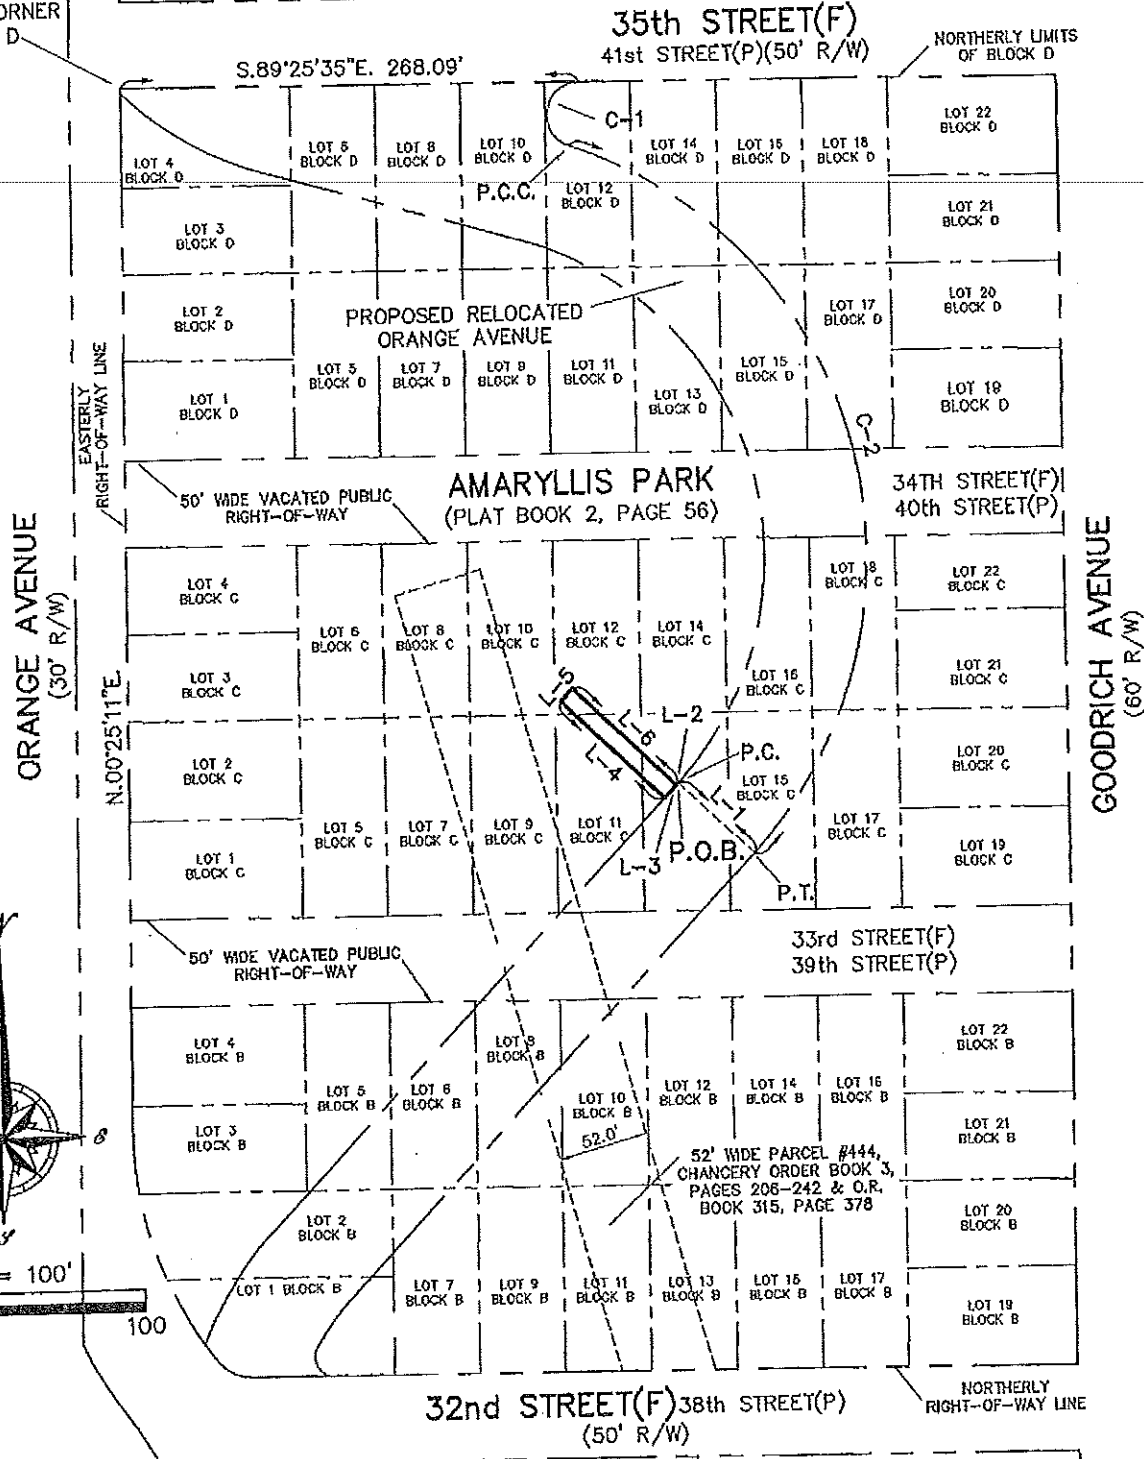 ORNER
D
35th STREET(F)
41st STREET(P)(50' R/W)
NORTHERLY LIMITS
OF BLOCK D
S.89°25'35"E. 268.09'
C-1
P.C.C.
LOT 4
BLOCK D
LOT 6
BLOCK D
LOT 8
BLOCK D
LOT 10
BLOCK D
LOT 12
BLOCK D
LOT 14
BLOCK D
LOT 16
BLOCK D
LOT 18
BLOCK D
LOT 22
BLOCK D
LOT 3
BLOCK D
LOT 21
BLOCK D
LOT 2
BLOCK D
PROPOSED RELOCATED
ORANGE AVENUE
LOT 17
BLOCK D
LOT 20
BLOCK D
LOT 1
BLOCK D
LOT 5
BLOCK D
LOT 7
BLOCK D
LOT 9
BLOCK D
LOT 11
BLOCK D
LOT 13
BLOCK D
LOT 15
BLOCK D
LOT 19
BLOCK D
C-2
EASTERLY
RIGHT-OF-WAY LINE
50' WIDE VACATED PUBLIC
RIGHT-OF-WAY
AMARYLLIS PARK
(PLAT BOOK 2, PAGE 56)
34TH STREET(F)
40th STREET(P)
ORANGE AVENUE
(30' R/W)
N.00°25'11"E.
GOODRICH AVENUE
(60' R/W)
LOT 4
BLOCK C
LOT 6
BLOCK C
LOT 8
BLOCK C
LOT 10
BLOCK C
LOT 12
BLOCK C
LOT 14
BLOCK C
LOT 16
BLOCK C
LOT 18
BLOCK C
LOT 22
BLOCK C
LOT 3
BLOCK C
LOT 21
BLOCK C
L-5
L-6
L-4
L-2
P.C.
L-1
L-3
P.O.B.
P.T.
LOT 2
BLOCK C
LOT 20
BLOCK C
LOT 1
BLOCK C
LOT 5
BLOCK C
LOT 7
BLOCK C
LOT 9
BLOCK C
LOT 11
BLOCK C
LOT 15
BLOCK C
LOT 17
BLOCK C
LOT 19
BLOCK C
50' WIDE VACATED PUBLIC
RIGHT-OF-WAY
33rd STREET(F)
39th STREET(P)
LOT 4
BLOCK B
LOT 5
BLOCK B
LOT 6
BLOCK B
LOT 8
BLOCK B
LOT 10
BLOCK B
LOT 12
BLOCK B
LOT 14
BLOCK B
LOT 16
BLOCK B
LOT 22
BLOCK B
LOT 3
BLOCK B
LOT 21
BLOCK B
52.0'
52' WIDE PARCEL #444,
CHANCERY ORDER BOOK 3,
PAGES 206-242 & O.R.
BOOK 315, PAGE 378
LOT 2
BLOCK B
LOT 20
BLOCK B
LOT 1 BLOCK B
LOT 7
BLOCK B
LOT 9
BLOCK B
LOT 11
BLOCK B
LOT 13
BLOCK B
LOT 15
BLOCK B
LOT 17
BLOCK B
LOT 19
BLOCK B
= 100'
100
32nd STREET(F) 38th STREET(P)
(50' R/W)
NORTHERLY
RIGHT-OF-WAY LINE